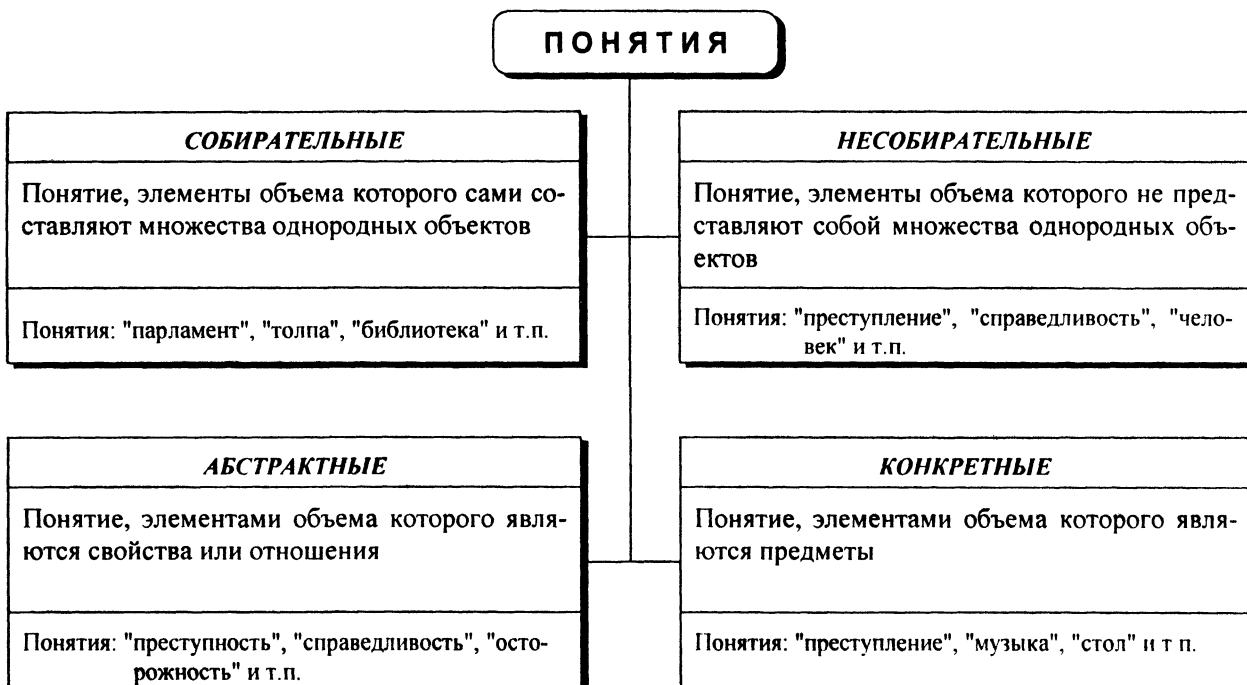 ПОНЯТИЯ
СОБИРАТЕЛЬНЫЕ
Понятие, элементы объема которого сами со-
ставляют множества однородных объектов
Понятия: "парламент", "толпа", "библиотека" и т.п.
НЕСОБИРАТЕЛЬНЫЕ
Понятие, элементы объема которого не пред-
ставляют собой множества однородных объ-
ектов
Понятия: "преступление", "справедливость", "чело-
век" и т.п.
АБСТРАКТНЫЕ
Понятие, элементами объема которого явля-
ются свойства или отношения
Понятия: "преступность", "справедливость", "осто-
рожность" и т.п.
КОНКРЕТНЫЕ
Понятие, элементами объема которого явля-
ются предметы
Понятия: "преступление", "музыка", "стол" и т п.